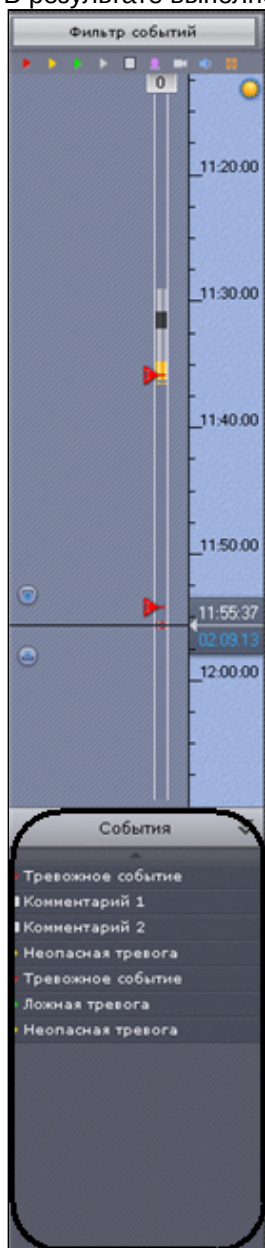 Фильтр событий
0
11:20:00
11:30:00
11:40:00
11:50:00
11:55:37
02.09.13
12:00:00
События
Тревожное событие
Комментарий 1
Комментарий 2
Неопасная тревога
Тревожное событие
Ложная тревога
Неопасная тревога